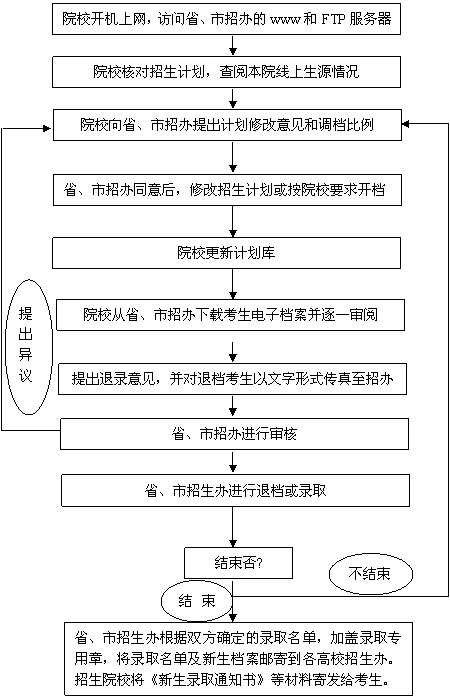 院校开机上网，访问省、市招办的www和FTP服务器
院校核对招生计划，查阅本院线上生源情况
院校向省、市招办提出计划修改意见和调档比例
省、市招办同意后，修改招生计划或按院校要求开档
院校更新计划库
提
出
异
议
院校从省、市招办下载考生电子档案并逐一审阅
提出退录意见，并对退档考生以文字形式传真至招办
省、市招办进行审核
省、市招生办进行退档或录取
结束否?
不结束
结 束
省、市招生办根据双方确定的录取名单，加盖录取专
用章，将录取名单及新生档案邮寄到各高校招生办。
招生院校将《新生录取通知书》等材料寄发给考生。